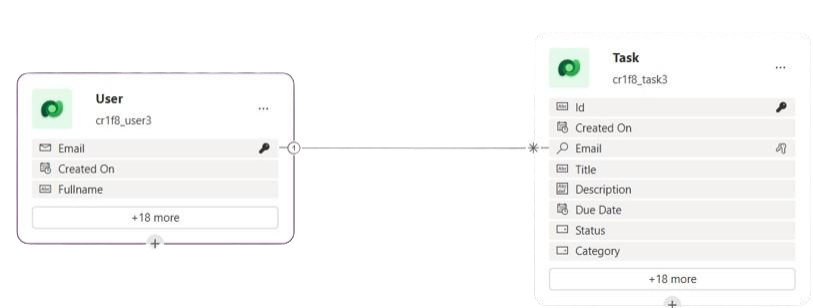 User
cr1f8_user3
...
Email
1
Created On
Fullname
+18 more
+
Task
cr1f8_task3
...
Id
Created On
Email
*
Title
Description
Due Date
Status
Category
+18 more
+